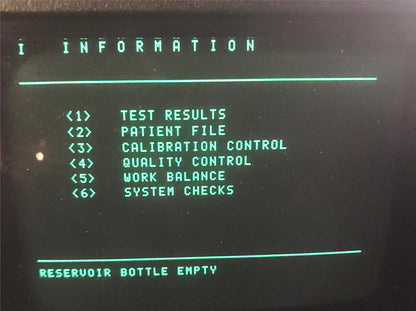 I INFORMATION
<1> TEST RESULTS
<2> PATIENT FILE
<3> CALIBRATION CONTROL
<4> QUALITY CONTROL
<5> WORK BALANCE
<6> SYSTEM CHECKS
RESERVOIR BOTTLE EMPTY